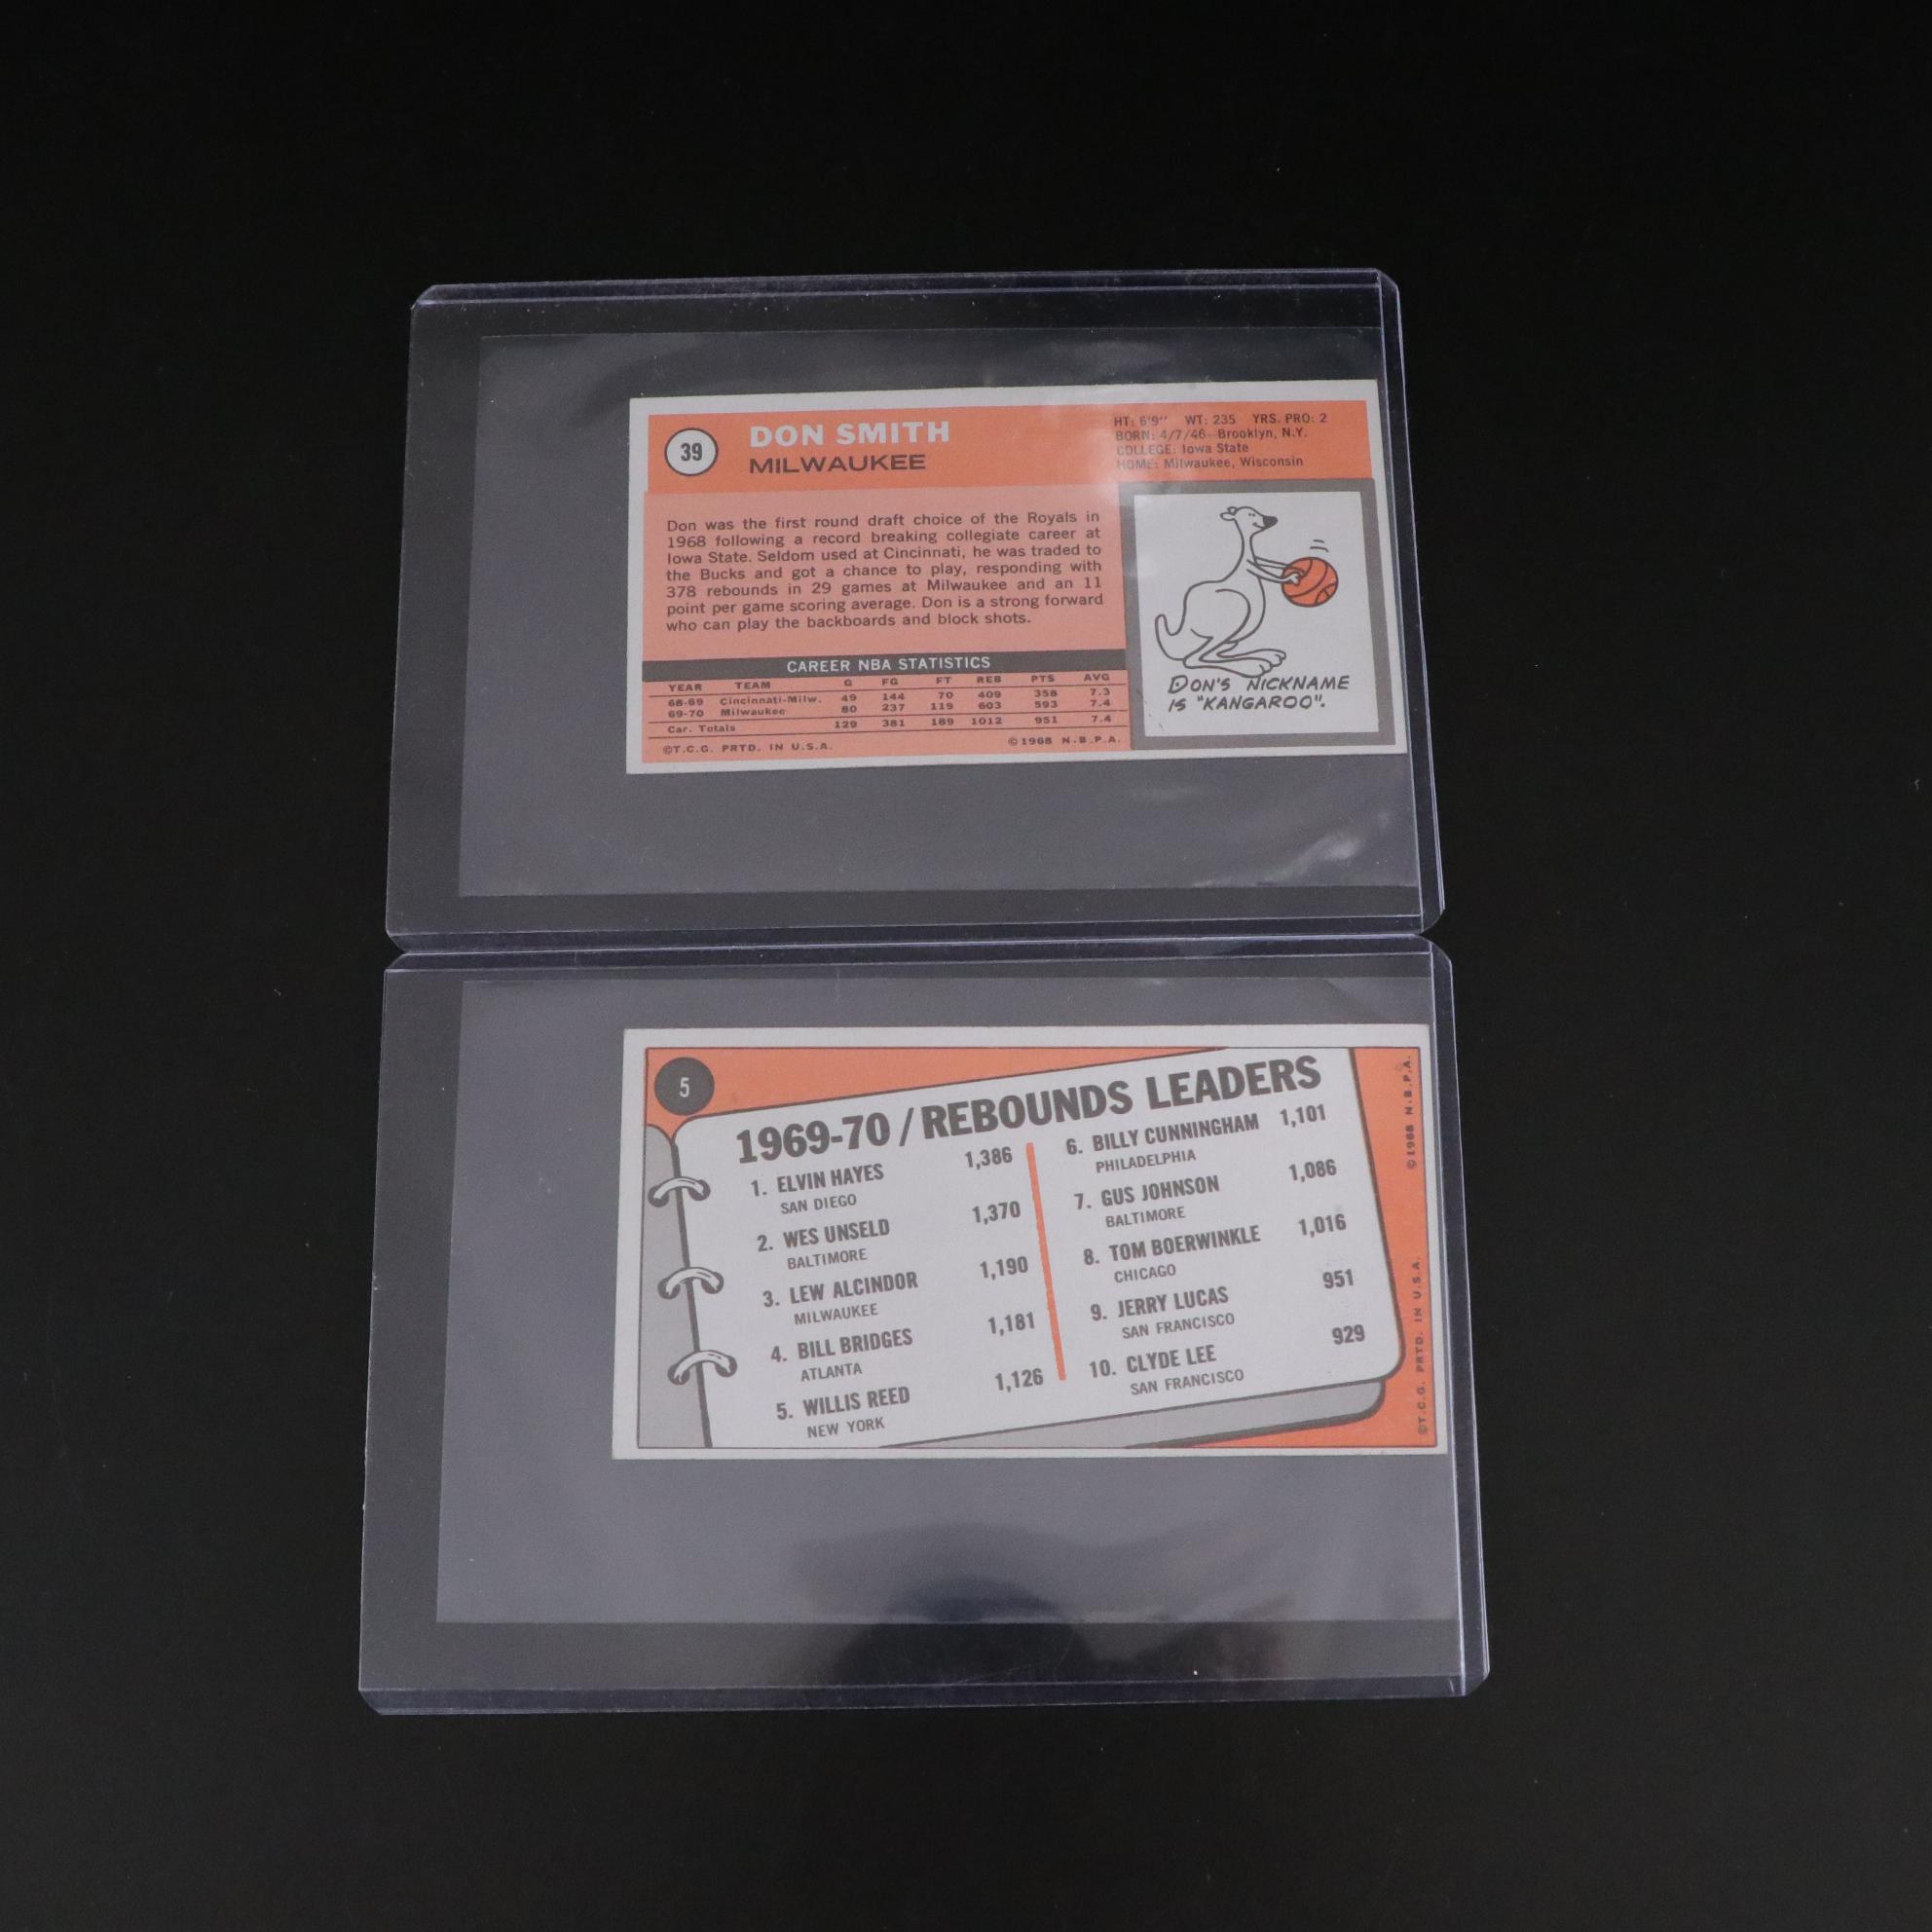 39
DON SMITH
MILWAUKEE
HT: 6'9'' WT: 235 YRS. PRO: 2
BORN: 4/7/46-Brooklyn, N.Y.
COLLEGE: Iowa State
HOME: Milwaukee, Wisconsin
Don was the first round draft choice of the Royals in
1968 following a record breaking collegiate career at
Iowa State. Seldom used at Cincinnati, he was traded to
the Bucks and got a chance to play, responding with
378 rebounds in 29 games at Milwaukee and an 11
point per game scoring average. Don is a strong forward
who can play the backboards and block shots.
CAREER NBA STATISTICS
YEAR TEAM G FG FT REB PTS AVG
68-69 Cincinnati-Milw. 49 144 70 409 358 7.3
69-70 Milwaukee 80 237 119 603 593 7.4
Car. Totals 129 381 189 1012 951 7.4
©T.C.G. PRTD. IN U.S.A. ©1968 N.B.P.A.
DON'S NICKNAME
IS "KANGAROO".
5
1969-70/REBOUNDS LEADERS
1. ELVIN HAYES 1,386
SAN DIEGO
2. WES UNSELD 1,370
BALTIMORE
3. LEW ALCINDOR 1,190
MILWAUKEE
4. BILL BRIDGES 1,181
ATLANTA
5. WILLIS REED 1,126
NEW YORK
6. BILLY CUNNINGHAM 1,101
PHILADELPHIA
7. GUS JOHNSON 1,086
BALTIMORE
8. TOM BOERWINKLE 1,016
CHICAGO
9. JERRY LUCAS 951
SAN FRANCISCO
10. CLYDE LEE 929
SAN FRANCISCO
©T.C.G. PRTD. IN U.S.A. ©1968 N.B.P.A.